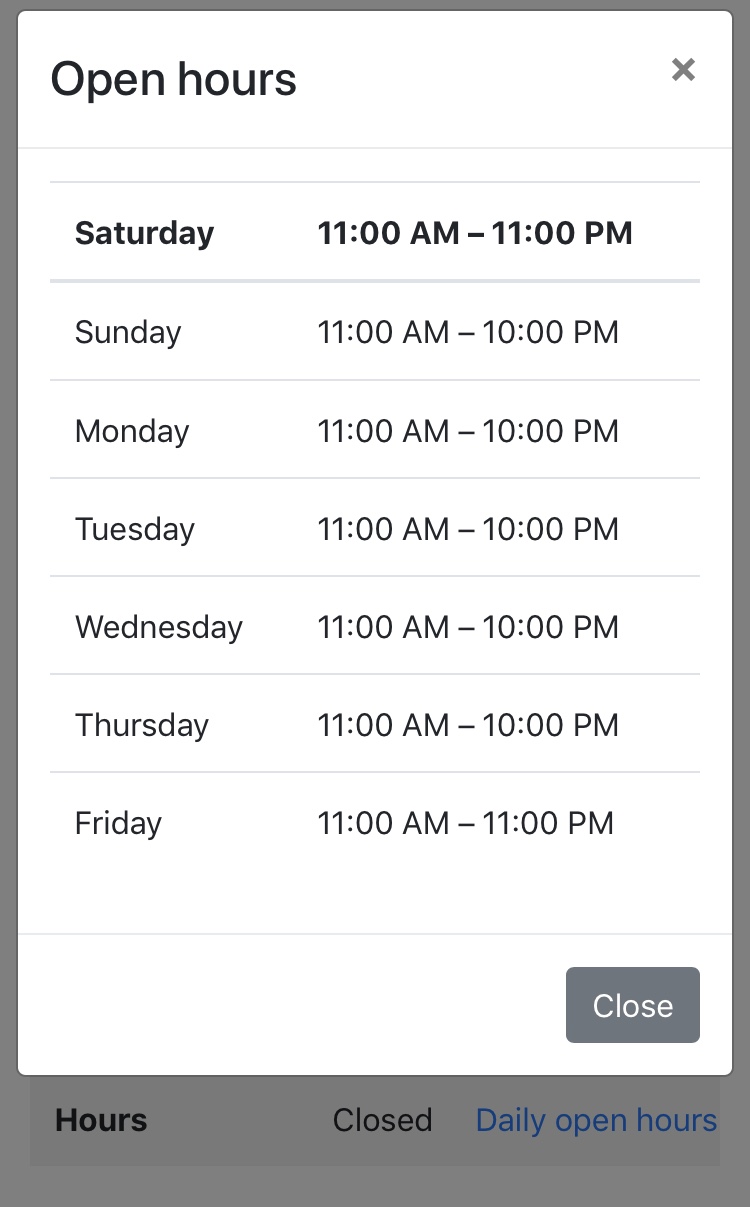 Open hours ×
Saturday 11:00 AM – 11:00 PM
Sunday 11:00 AM – 10:00 PM
Monday 11:00 AM – 10:00 PM
Tuesday 11:00 AM – 10:00 PM
Wednesday 11:00 AM – 10:00 PM
Thursday 11:00 AM – 10:00 PM
Friday 11:00 AM – 11:00 PM
Close
Hours Closed Daily open hours